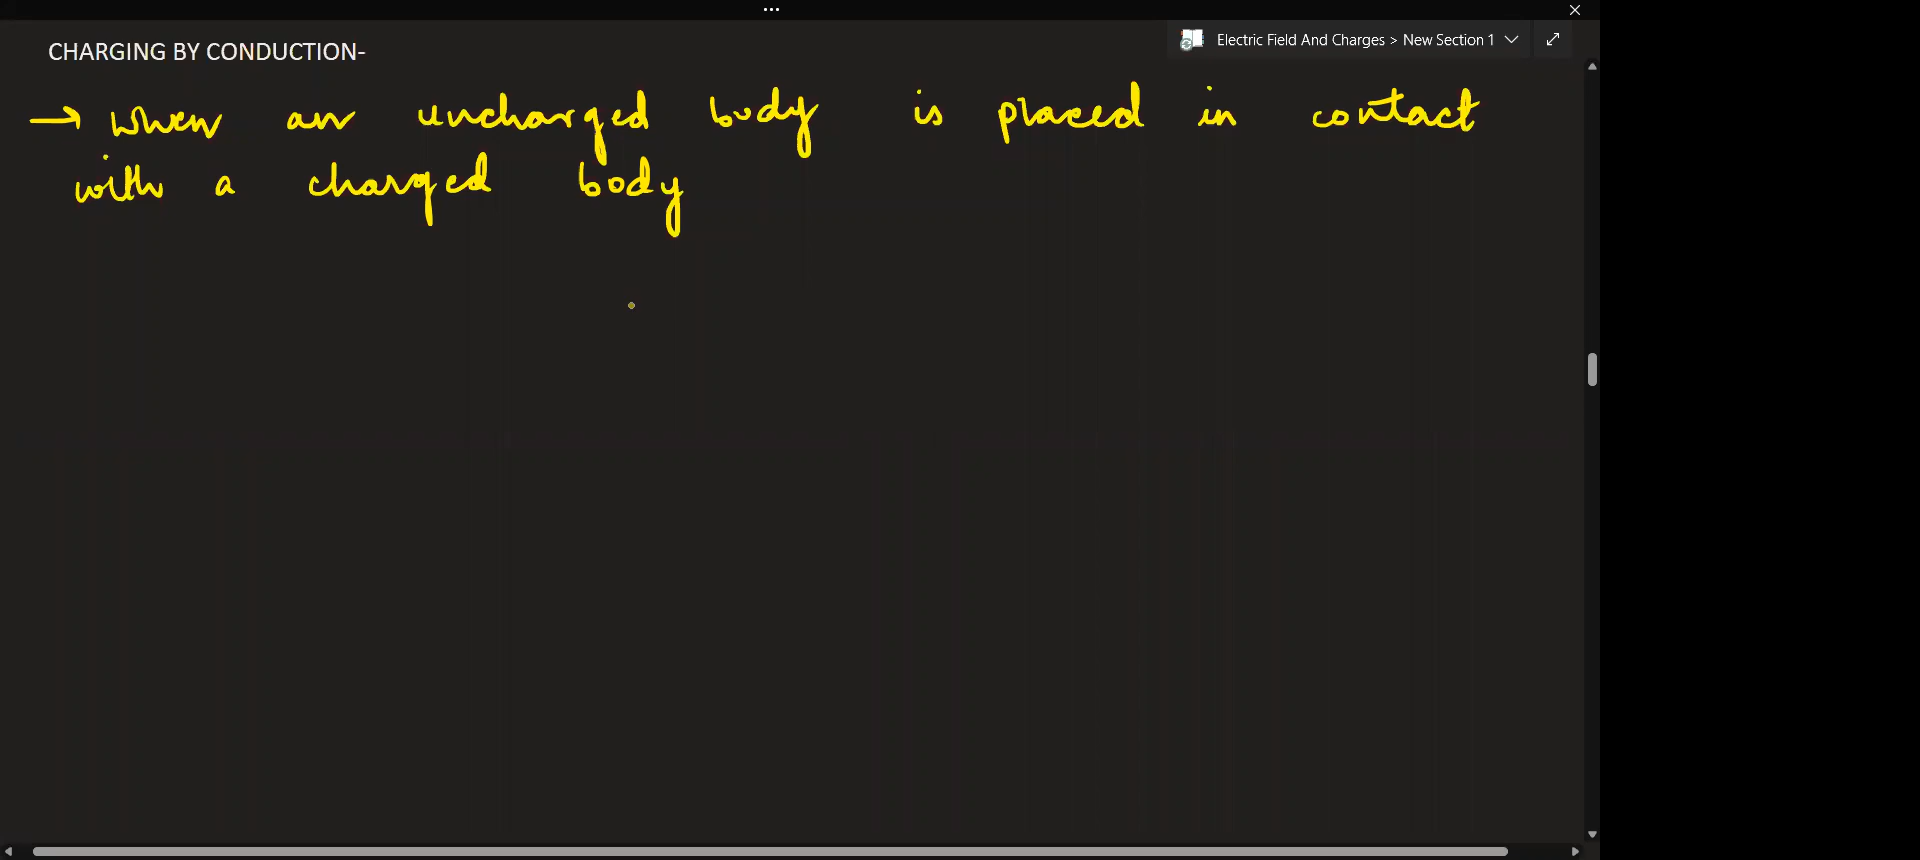 CHARGING BY CONDUCTION-
Electric Field And Charges > New Section 1
→ when an uncharged body is placed in contact
with a charged body